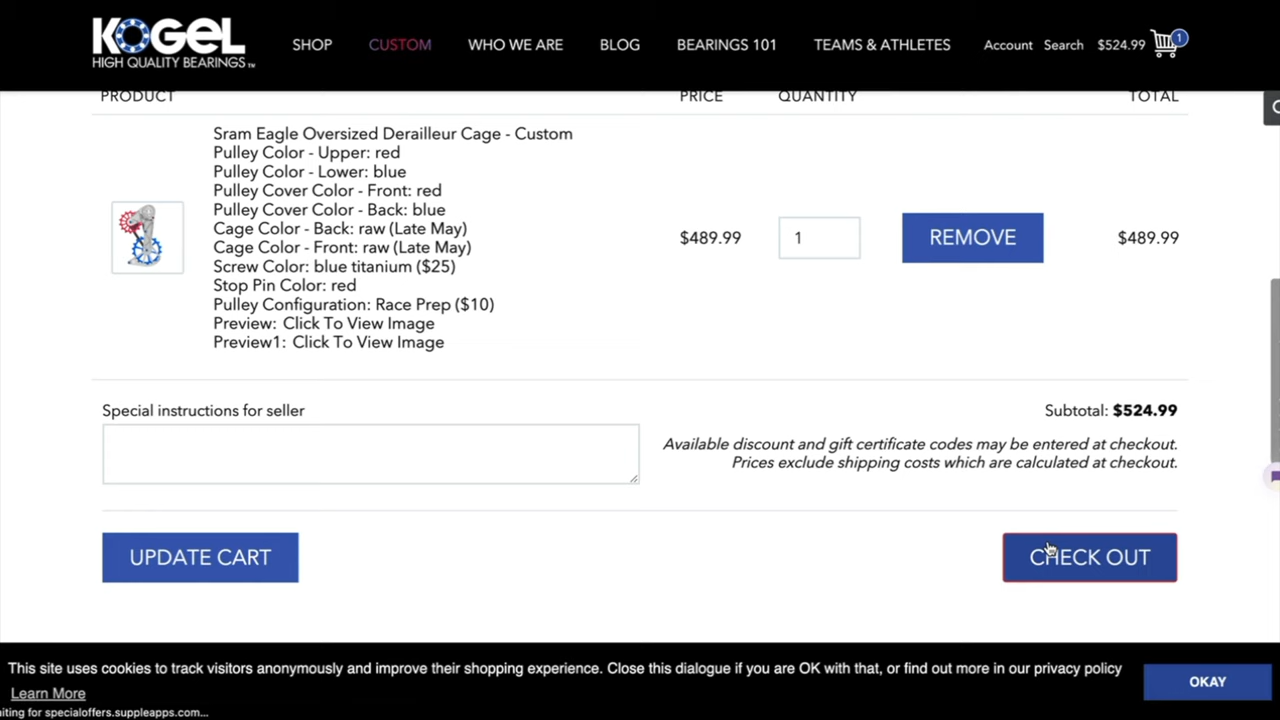 KOGEL
HIGH QUALITY BEARINGS™
SHOP
CUSTOM
WHO WE ARE
BLOG
BEARINGS 101
TEAMS & ATHLETES
Account
Search
$524.99
1
PRODUCT
PRICE
QUANTITY
TOTAL
Sram Eagle Oversized Derailleur Cage - Custom
Pulley Color - Upper: red
Pulley Color - Lower: blue
Pulley Cover Color - Front: red
Pulley Cover Color - Back: blue
Cage Color - Back: raw (Late May)
Cage Color - Front: raw (Late May)
Screw Color: blue titanium ($25)
Stop Pin Color: red
Pulley Configuration: Race Prep ($10)
Preview: Click To View Image
Preview1: Click To View Image
$489.99
1
REMOVE
$489.99
Special instructions for seller
Subtotal: $524.99
Available discount and gift certificate codes may be entered at checkout.
Prices exclude shipping costs which are calculated at checkout.
UPDATE CART
CHECK OUT
This site uses cookies to track visitors anonymously and improve their shopping experience. Close this dialogue if you are OK with that, or find out more in our privacy policy
Learn More
OKAY
for specialoffers.suppleapps.com...